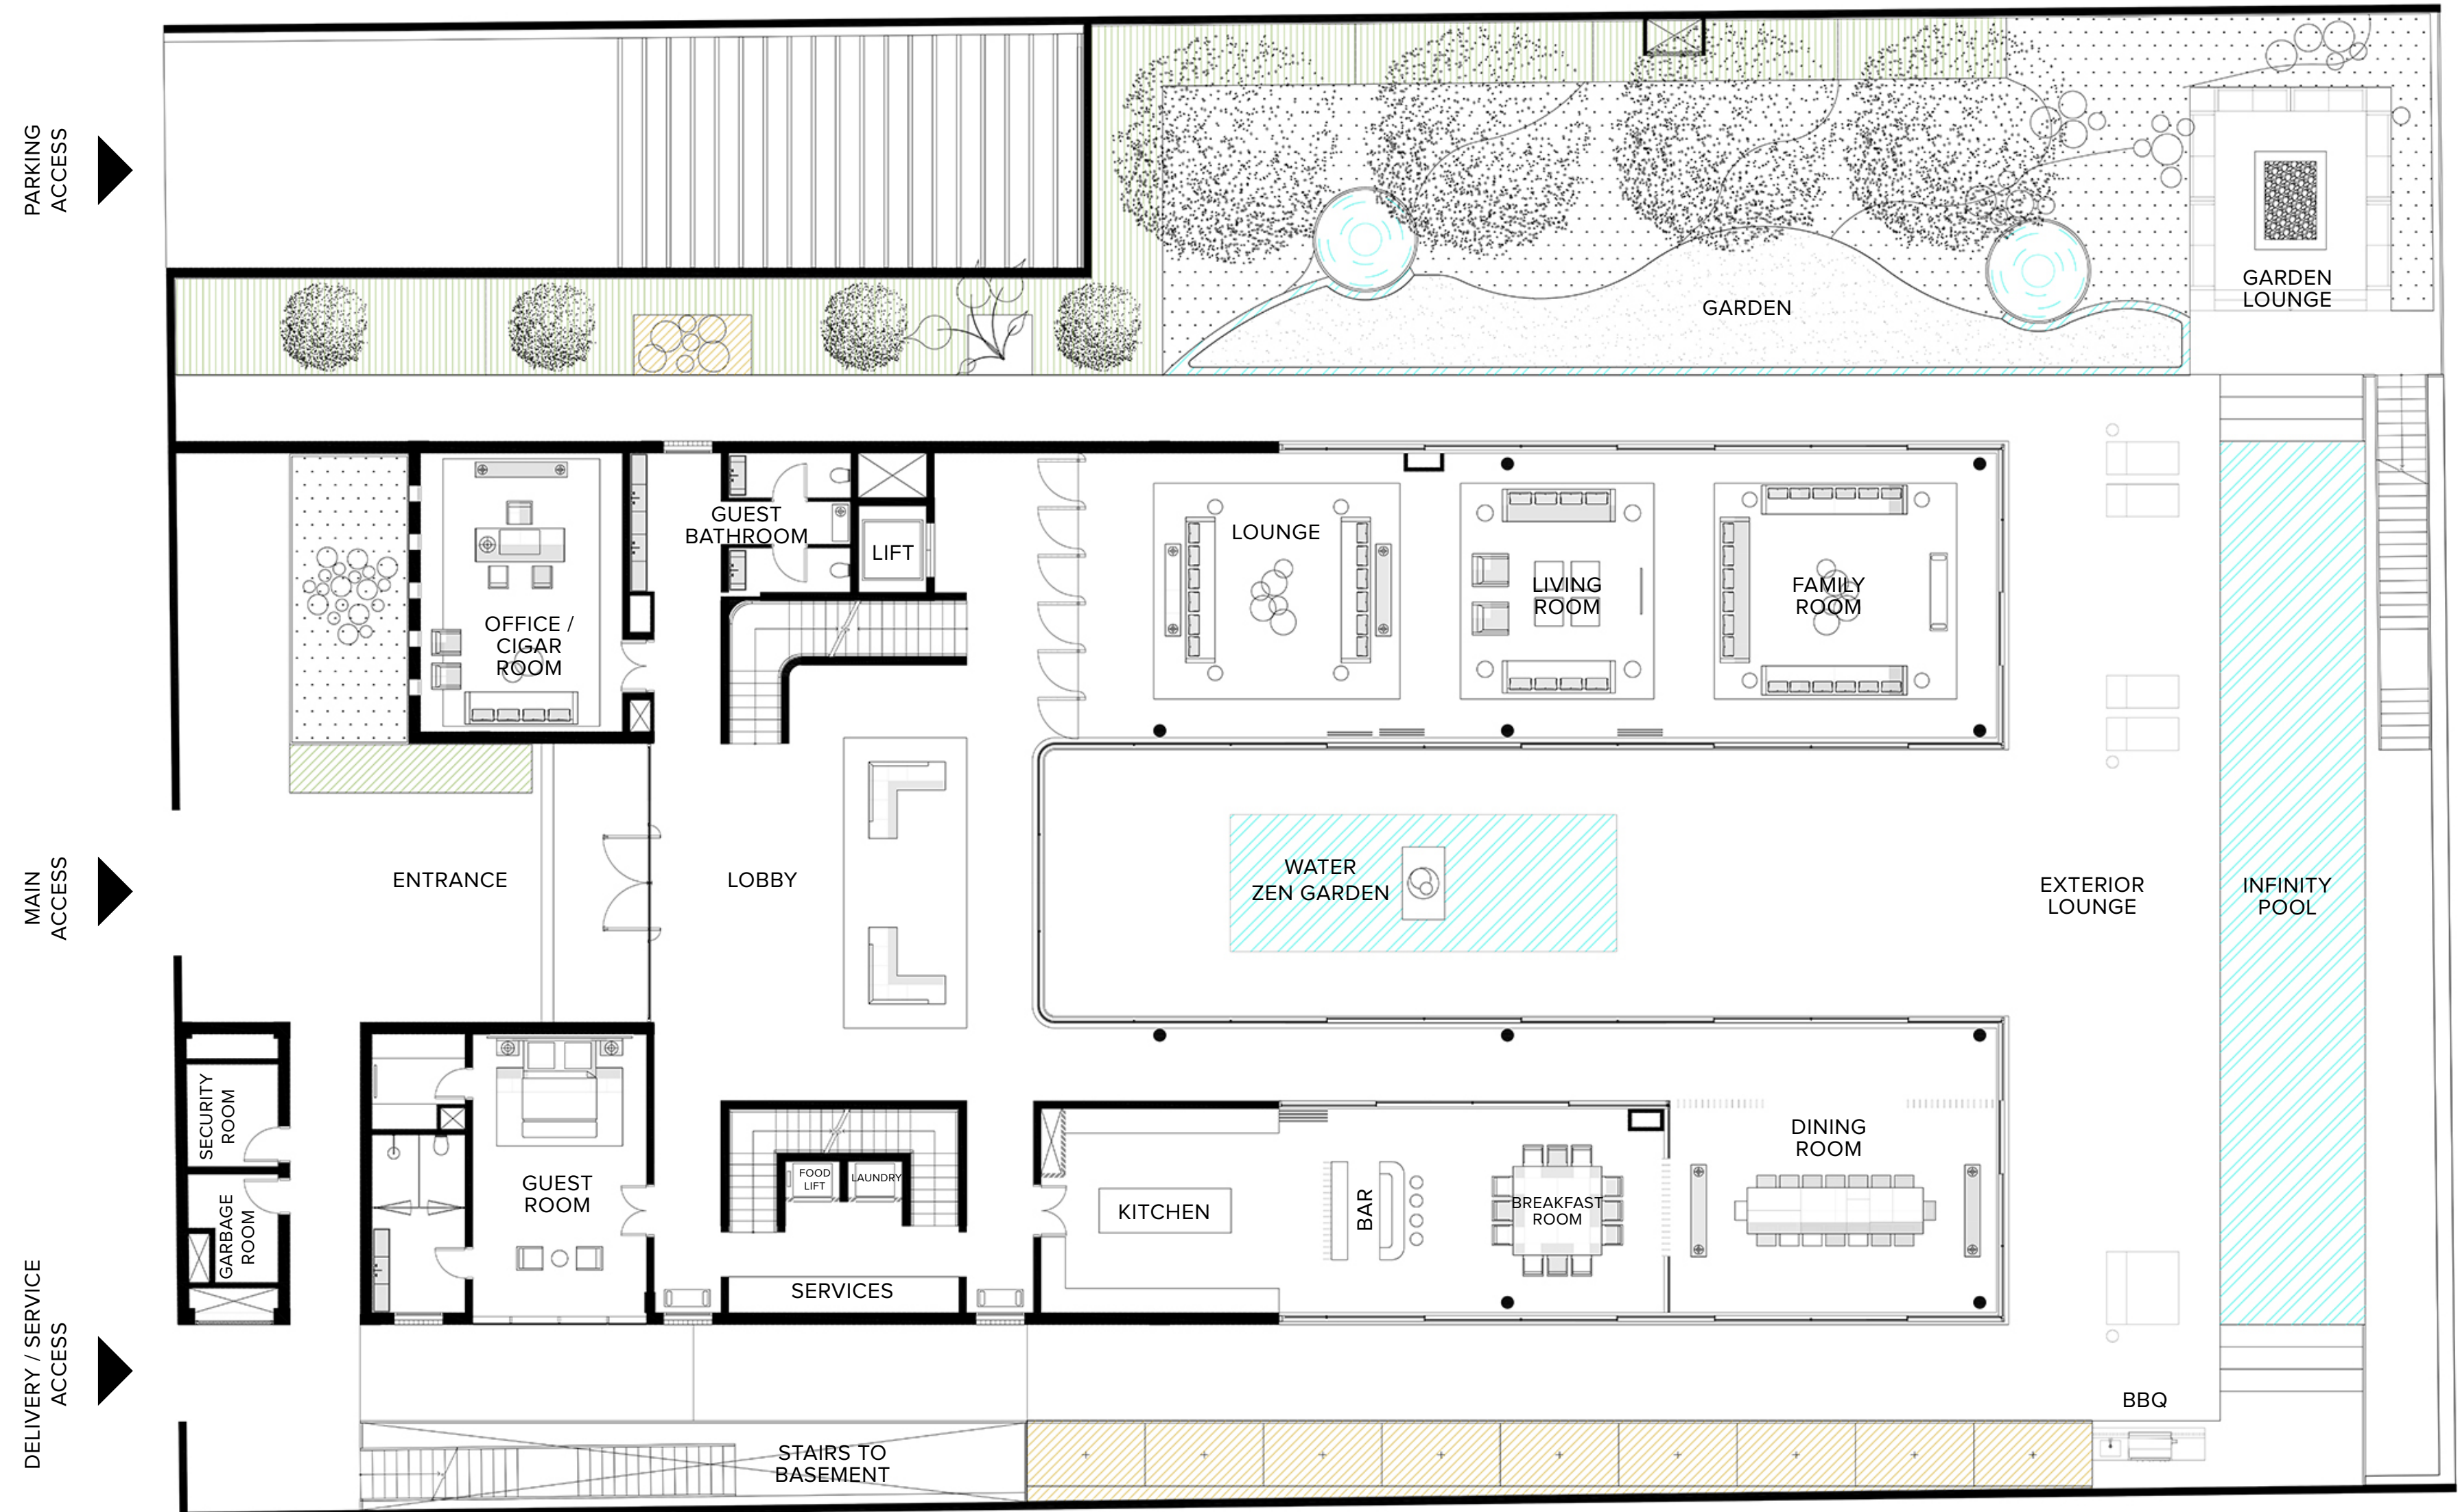 PARKING
ACCESS
GARDEN
LOUNGE
GARDEN
GUEST
BATHROOM
LIFT
LOUNGE
LIVING
ROOM
FAMILY
ROOM
OFFICE /
CIGAR
ROOM
MAIN
ACCESS
ENTRANCE
LOBBY
WATER
ZEN GARDEN
EXTERIOR
LOUNGE
INFINITY
POOL
SECURITY
ROOM
GARBAGE
ROOM
GUEST
ROOM
FOOD
LIFT
LAUNDRY
SERVICES
KITCHEN
BAR
BREAKFAST
ROOM
DINING
ROOM
DELIVERY / SERVICE
ACCESS
STAIRS TO
BASEMENT
BBQ